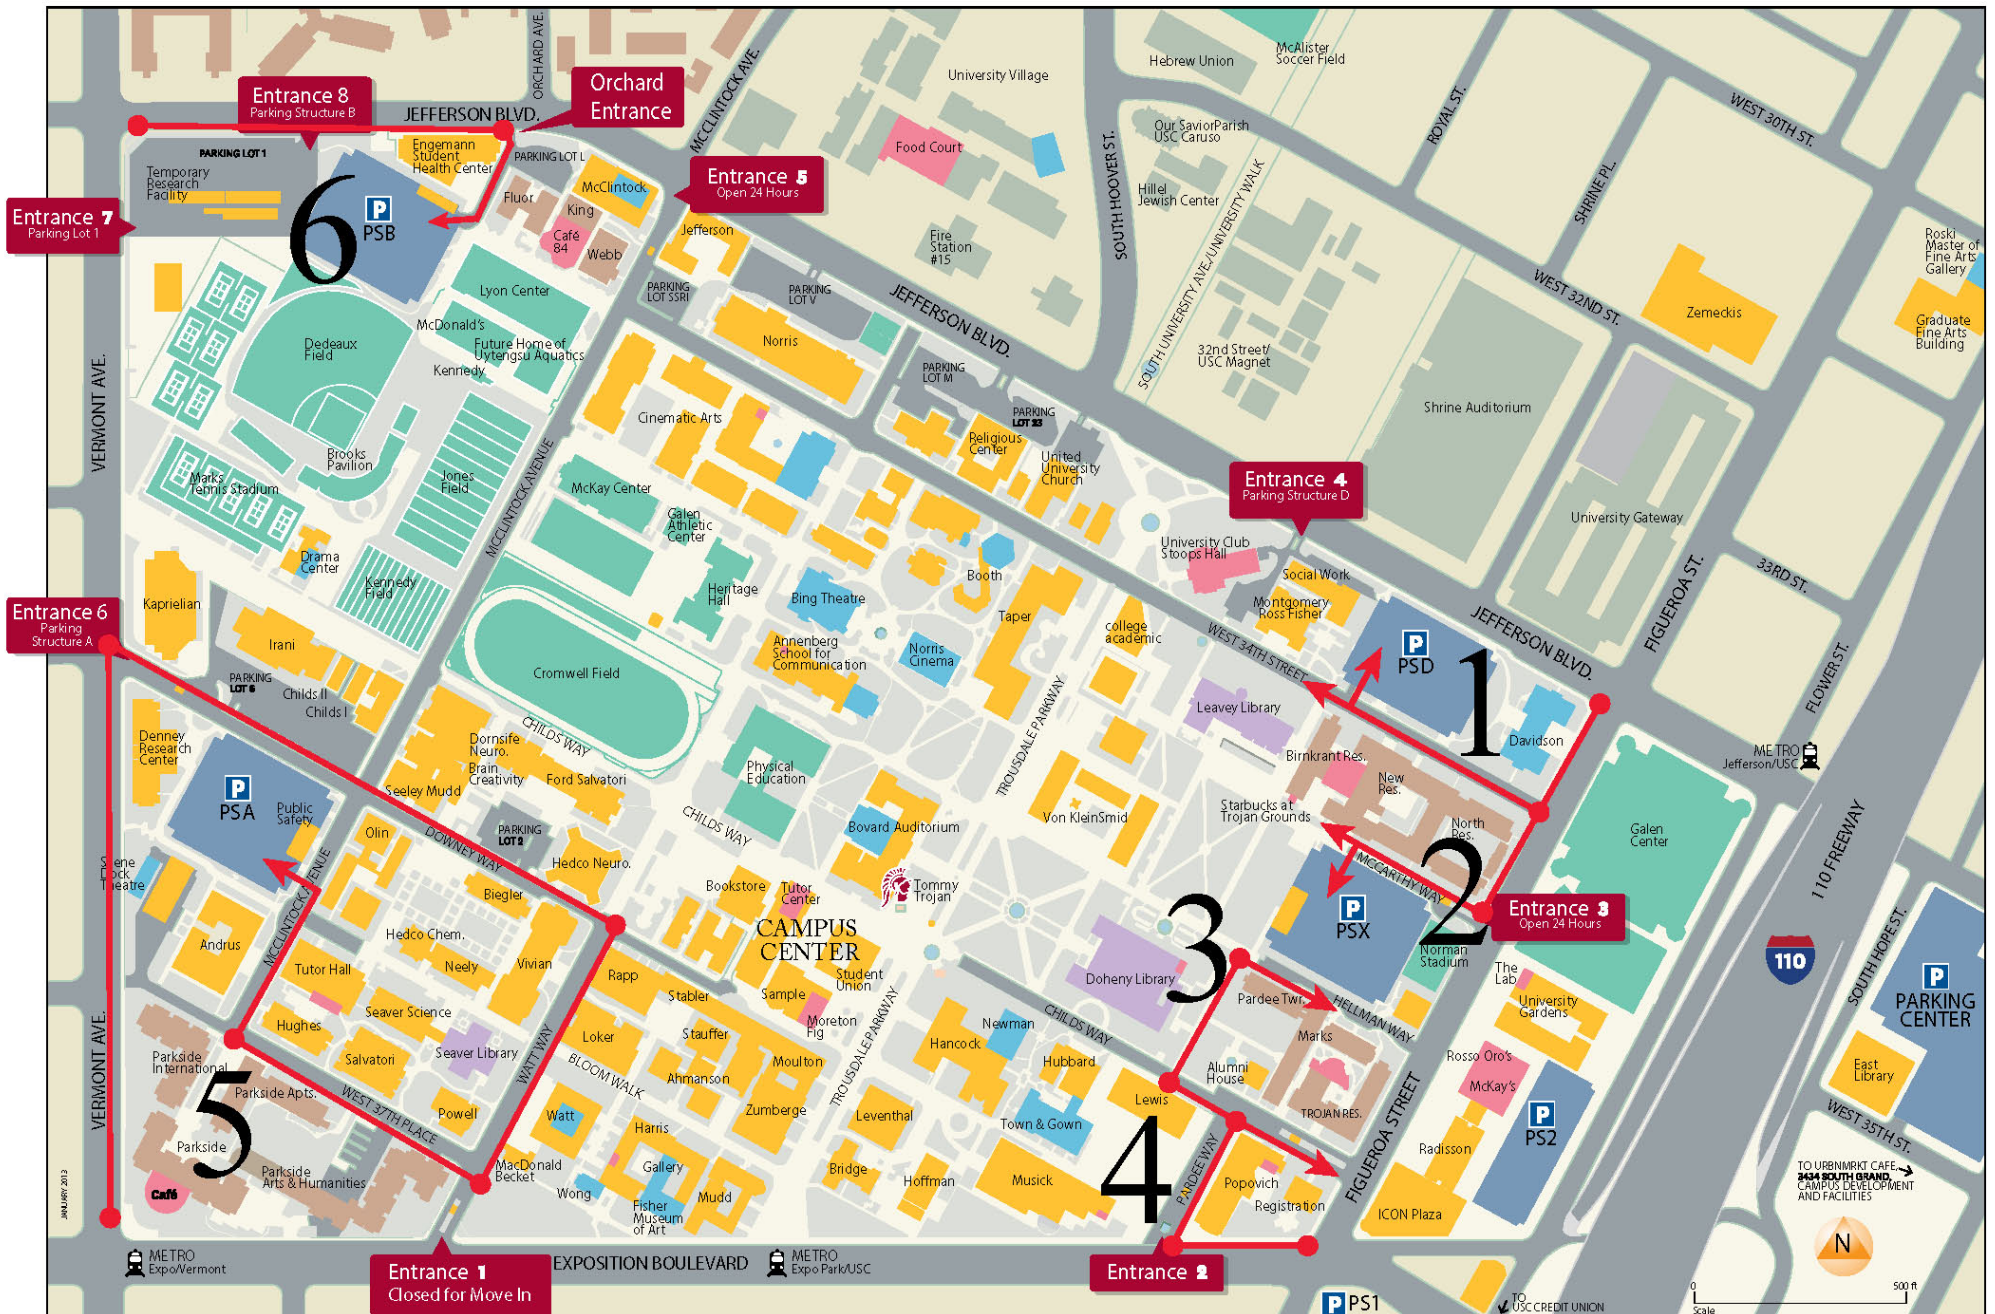 Entrance 8
Parking Structure B
JEFFERSON BLVD.
ORCHARD AVE.
Orchard
Entrance
MCCLINTOCK AVE.
University Village
Hebrew Union
McAlister
Soccer Field
ROYAL ST.
WEST 30TH ST.
PARKING LOT 1
Engemann
Student
Health Center
PARKING LOT L
Temporary
Research
Facility
McClintock
Entrance 5
Open 24 Hours
Food Court
SOUTH HOOVER ST.
Our SaviorParish
USC Caruso
Hillel
Jewish Center
SOUTH UNIVERSITY AVE./UNIVERSITY WALK
SHRINE PL.
Entrance 7
Parking Lot 1
6
P
PSB
Fluor
King
Café
84
Webb
Jefferson
Fire
Station
#15
Roski
Master of
Fine Arts
Gallery
Lyon Center
PARKING
LOT SSRI
PARKING
LOT V
JEFFERSON BLVD.
WEST 32ND ST.
Zemeckis
Graduate
Fine Arts
Building
McDonald's
Future Home of
Uytengsu Aquatics
Kennedy
Dedeaux
Field
Norris
32nd Street/
USC Magnet
VERMONT AVE.
PARKING
LOT M
PARKING
LOT 33
Shrine Auditorium
Cinematic Arts
Religious
Center
United
University
Church
Brooks
Pavilion
Jones
Field
Marks
Tennis Stadium
MCCLINTOCK AVENUE
McKay Center
Galen
Athletic
Center
Entrance 4
Parking Structure D
University Gateway
Drama
Center
Kennedy
Field
University Club
Stoops Hall
FIGUEROA ST.
33RD ST.
Kaprielian
Heritage
Hall
Bing Theatre
Booth
Social Work
Montgomery
Ross Fisher
JEFFERSON BLVD.
Entrance 6
Parking
Structure A
Irani
Taper
college
academic
WEST 34TH STREET
P
PSD
1
Annenberg
School for
Communication
Norris
Cinema
Cromwell Field
PARKING
LOT 6
Childs II
Childs I
FLOWER ST.
Leavey Library
TROUSDALE PARKWAY
Denney
Research
Center
Dornsife
Neuro.
Brain
Creativity
CHILDS WAY
Ford Salvatori
Seeley Mudd
Physical
Education
Birnkrant Res.
New
Res.
Davidson
METRO
Jefferson/USC
P
PSA
Public
Safety
Starbucks at
Trojan Grounds
North
Res.
Von KleinSmid
Galen
Center
Olin
DOWNEY WAY
PARKING
LOT 2
CHILDS WAY
Bovard Auditorium
MCCARTHY WAY
2
110 FREEWAY
Hedco Neuro.
Biegler
Bookstore
Tutor
Center
Tommy
Trojan
P
PSX
Entrance 3
Open 24 Hours
MCCLINTOCK AVENUE
Andrus
Hedco Chem.
CAMPUS
CENTER
3
Norman
Stadium
SOUTH HOPE ST.
110
Tutor Hall
Neely
Vivian
Rapp
Stabler
Student
Union
Sample
Moreton
Fig
Doheny Library
Pardee Twr.
HELLMAN WAY
The
Lab
University
Gardens
P
PARKING
CENTER
Hughes
Seaver Science
Loker
Stauffer
Hancock
Newman
CHILDS WAY
Marks
Salvatori
Seaver Library
WATT WAY
BLOOM WALK
Moulton
Hubbard
Alumni
House
Rosso Oro's
McKay's
East
Library
Parkside
International
5
Parkside Apts.
Ahmanson
TROUSDALE PARKWAY
Lewis
WEST 37TH PLACE
Powell
Watt
Zumberge
Leventhal
Town & Gown
4
TROJAN RES.
P
PS2
WEST 35TH ST.
VERMONT AVE.
Parkside
Harris
Radisson
MacDonald
Becket
Gallery
Bridge
Musick
PARDEE WAY
Popovich
FIGUEROA STREET
TO URBNMRKT CAFE,
3434 SOUTH GRAND,
CAMPUS DEVELOPMENT
AND FACILITIES
Café
Parkside
Arts & Humanities
Wong
Hoffman
Mudd
Fisher
Museum
of Art
Registration
ICON Plaza
JANUARY 2013
METRO
Expo/Vermont
Entrance 1
Closed for Move In
EXPOSITION BOULEVARD
METRO
Expo Park/USC
Entrance 2
N
P PS1
TO
USC CREDIT UNION
0
500 ft
Scale